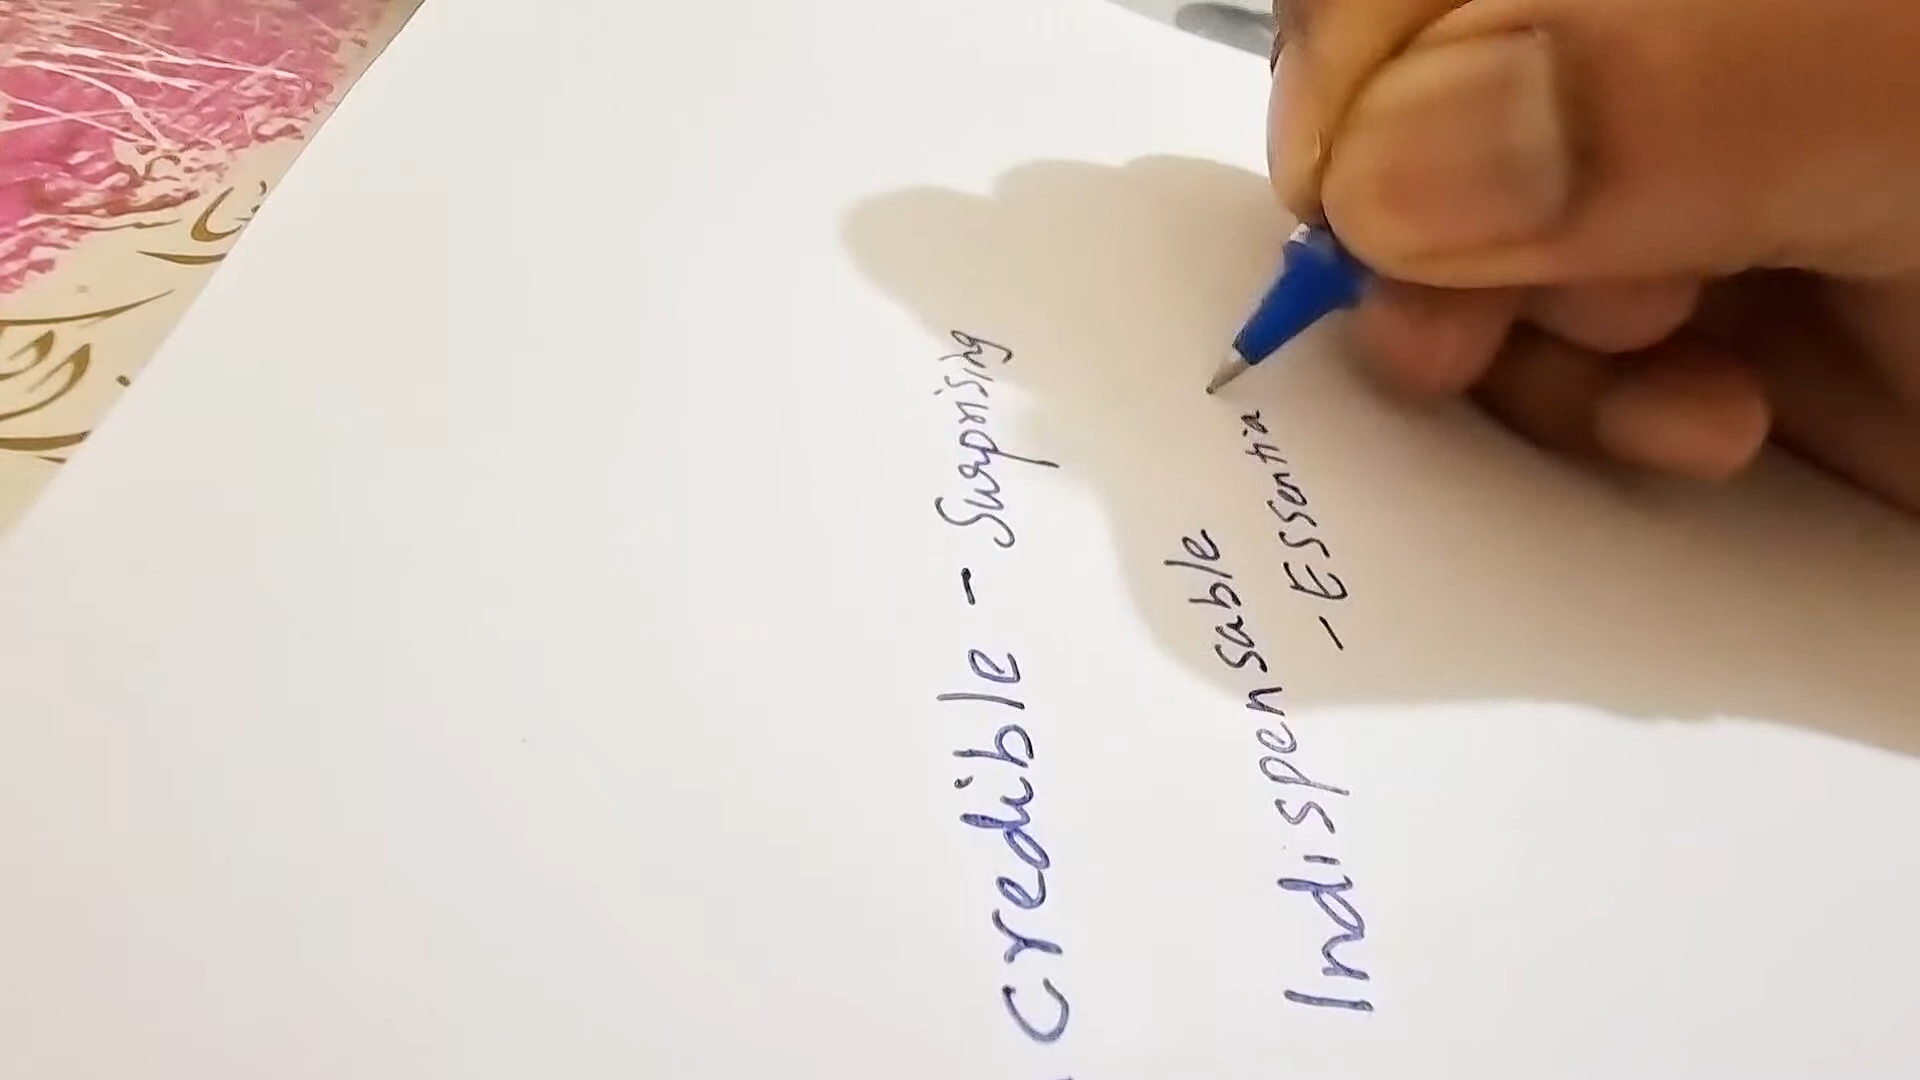 Credible - Surprising
Indispensable
- Essentia